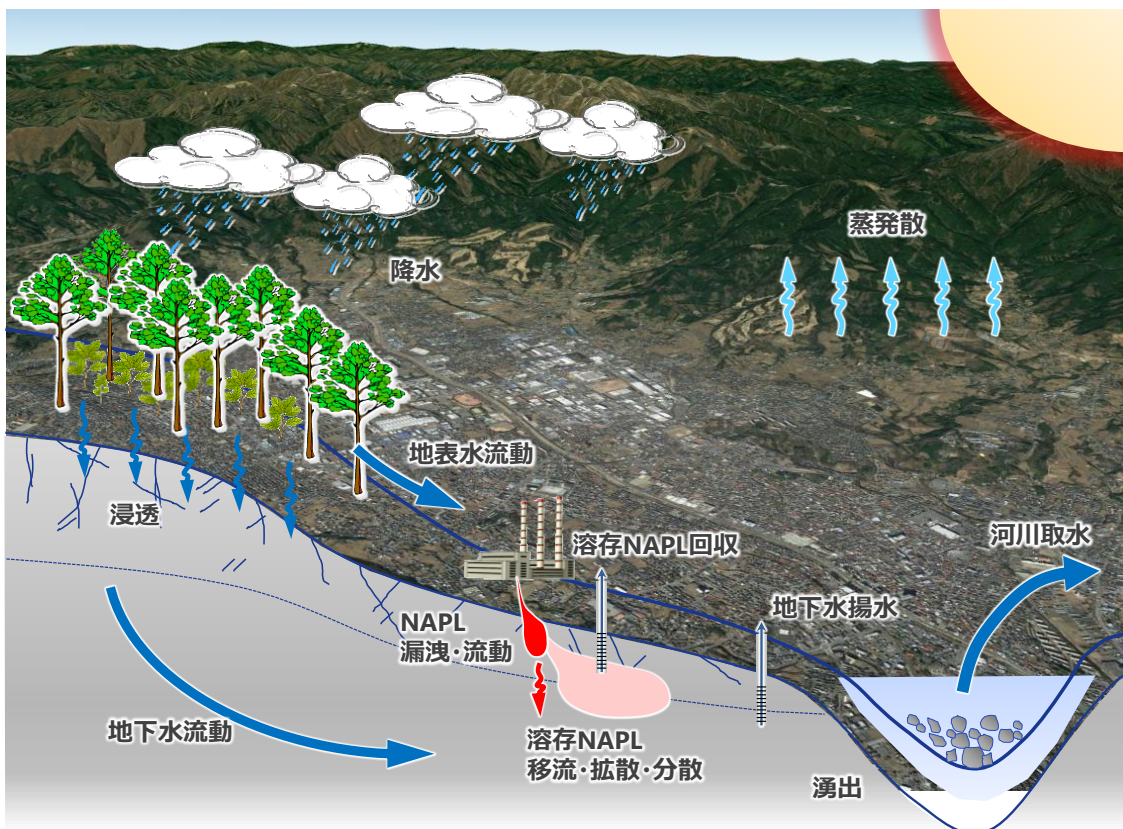 蒸発散
降水
地表水流動
浸透
溶存NAPL回収
河川取水
地下水揚水
NAPL
漏洩・流動
地下水流動
溶存NAPL
移流・拡散・分散
湧出